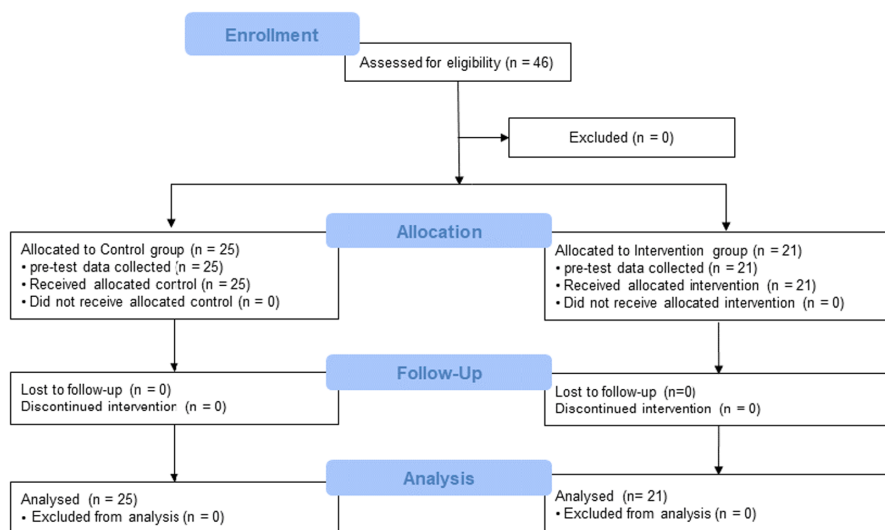 Enrollment
Assessed for eligibility (n = 46)
Excluded (n = 0)
Allocation
Allocated to Control group (n = 25)
• pre-test data collected (n = 25)
• Received allocated control (n = 25)
• Did not receive allocated control (n = 0)
Allocated to Intervention group (n = 21)
• pre-test data collected (n = 21)
• Received allocated intervention (n = 21)
• Did not receive allocated intervention (n = 0)
Follow-Up
Lost to follow-up (n = 0)
Discontinued intervention (n = 0)
Lost to follow-up (n=0)
Discontinued intervention (n = 0)
Analysis
Analysed (n = 25)
• Excluded from analysis (n = 0)
Analysed (n= 21)
• Excluded from analysis (n = 0)